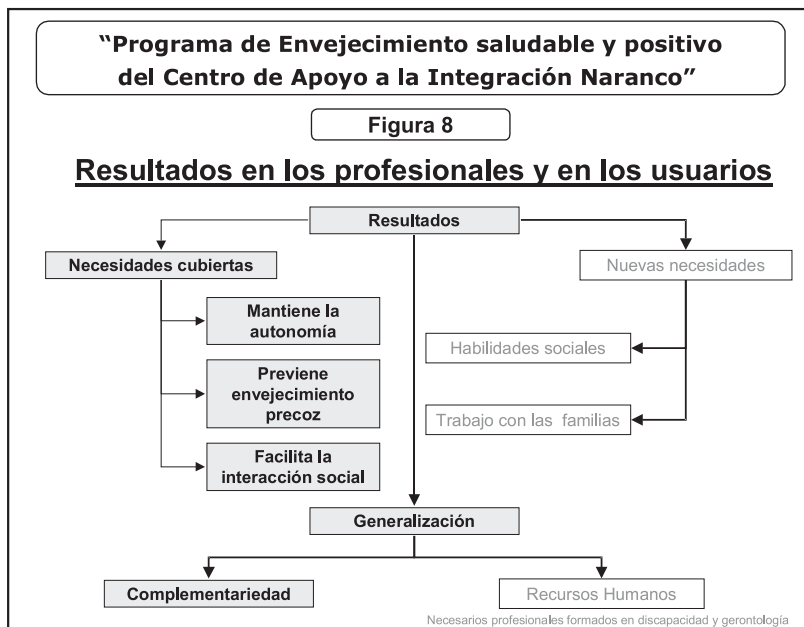 “Programa de Envejecimiento saludable y positivo
del Centro de Apoyo a la Integración Naranco”
Figura 8
Resultados en los profesionales y en los usuarios
Resultados
Necesidades cubiertas
Nuevas necesidades
Mantiene la
autonomía
Habilidades sociales
Previene
envejecimiento
precoz
Trabajo con las familias
Facilita la
interacción social
Generalización
Complementariedad
Recursos Humanos
Necesarios profesionales formados en discapacidad y gerontología